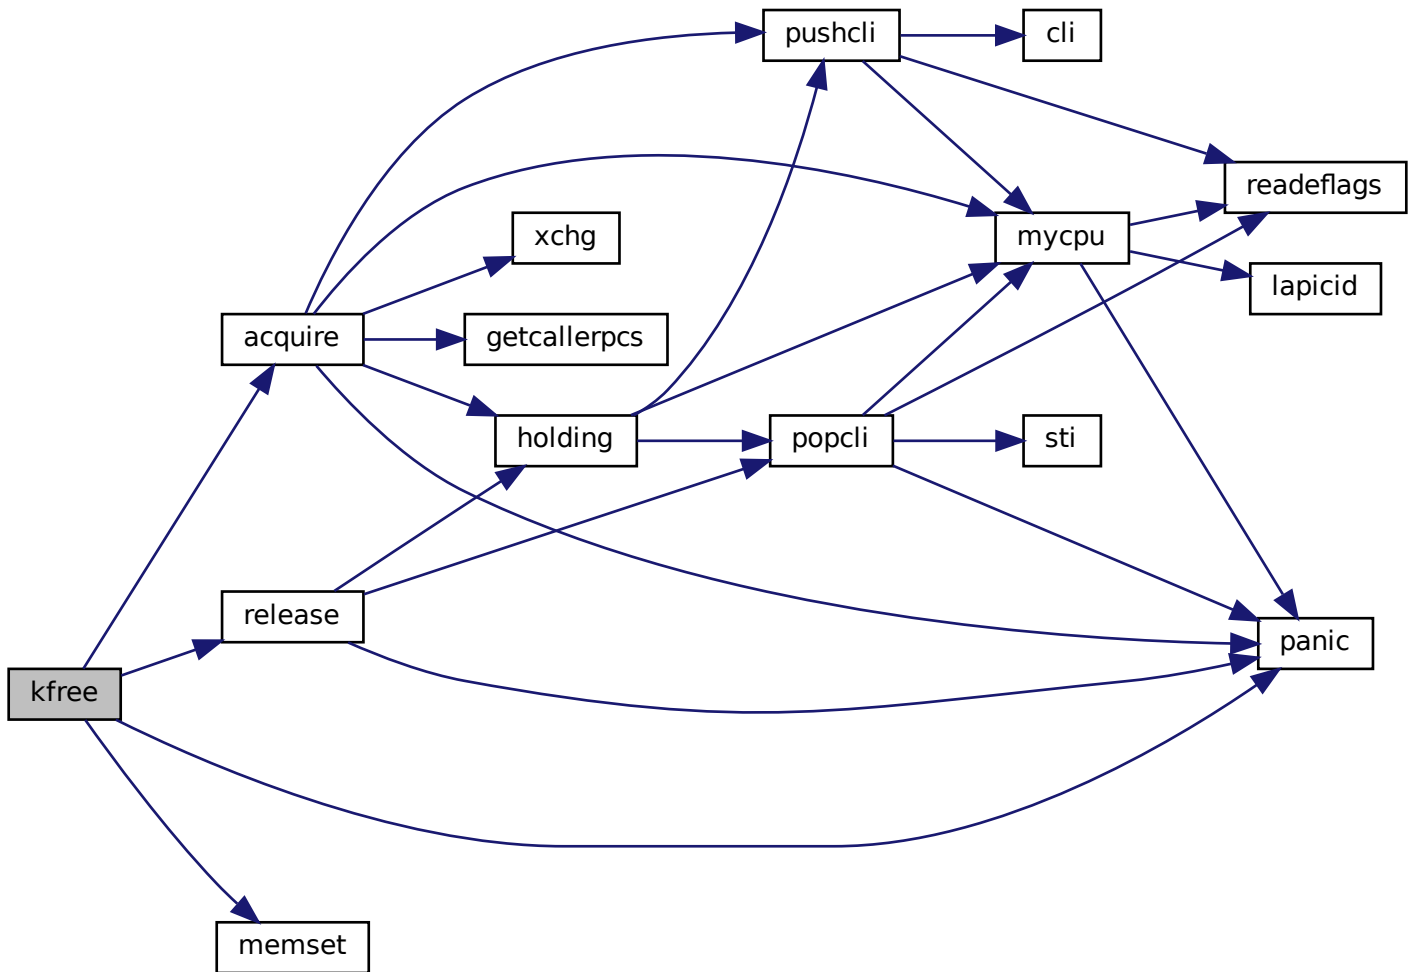 pushcli
cli
readeflags
xchg
mycpu
lapicid
acquire
getcallerpcs
holding
popcli
sti
release
panic
kfree
memset